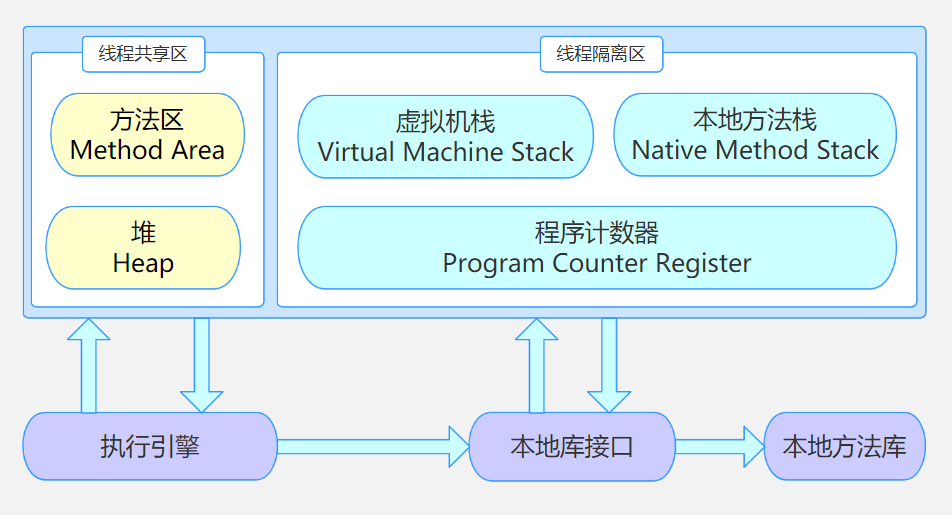 线程共享区
线程隔离区
方法区
Method Area
虚拟机栈
Virtual Machine Stack
本地方法栈
Native Method Stack
堆
Heap
程序计数器
Program Counter Register
执行引擎
本地库接口
本地方法库